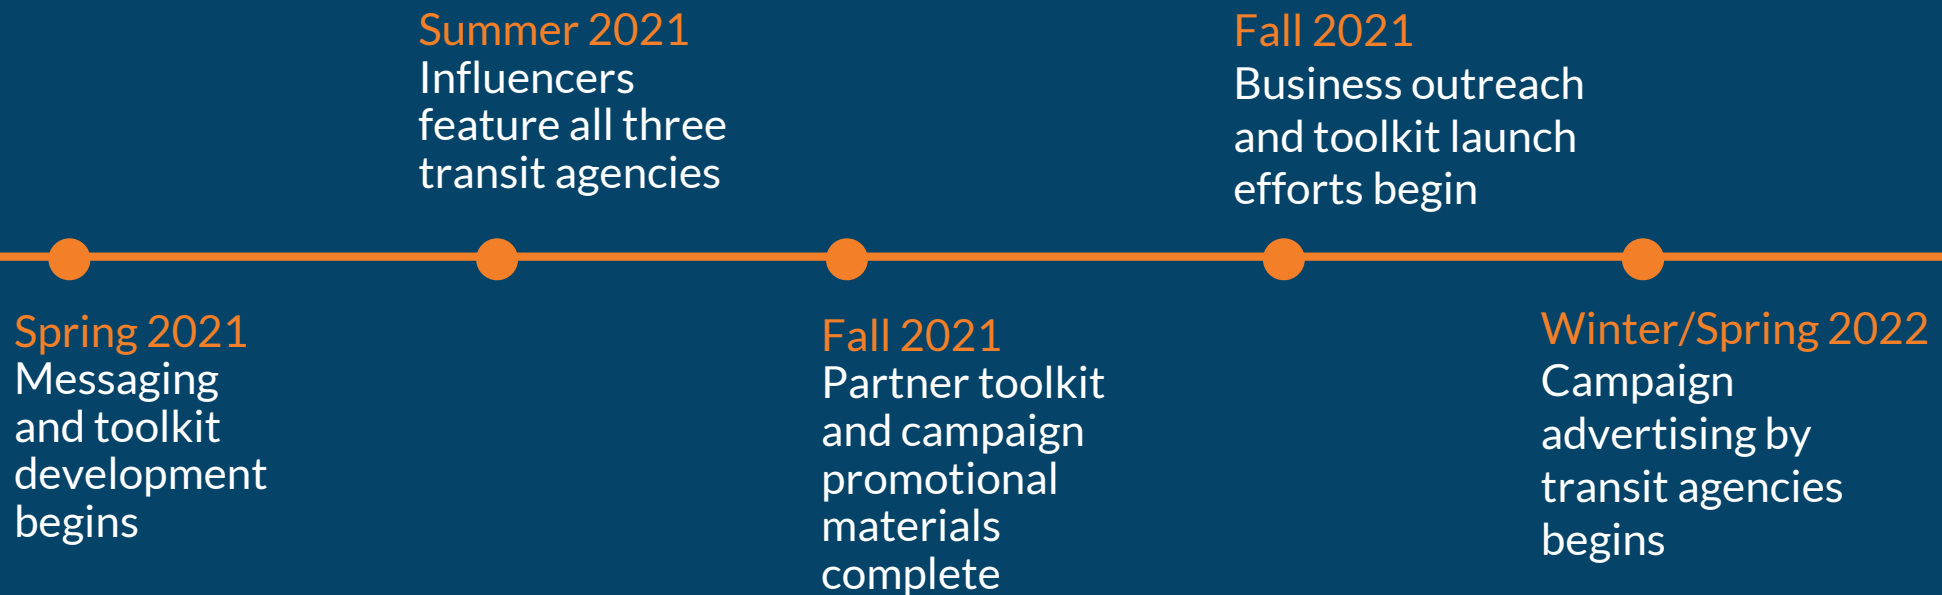 Spring 2021
Messaging
and toolkit
development
begins
Summer 2021
Influencers
feature all three
transit agencies
Fall 2021
Partner toolkit
and campaign
promotional
materials
complete
Fall 2021
Business outreach
and toolkit launch
efforts begin
Winter/Spring 2022
Campaign
advertising by
transit agencies
begins